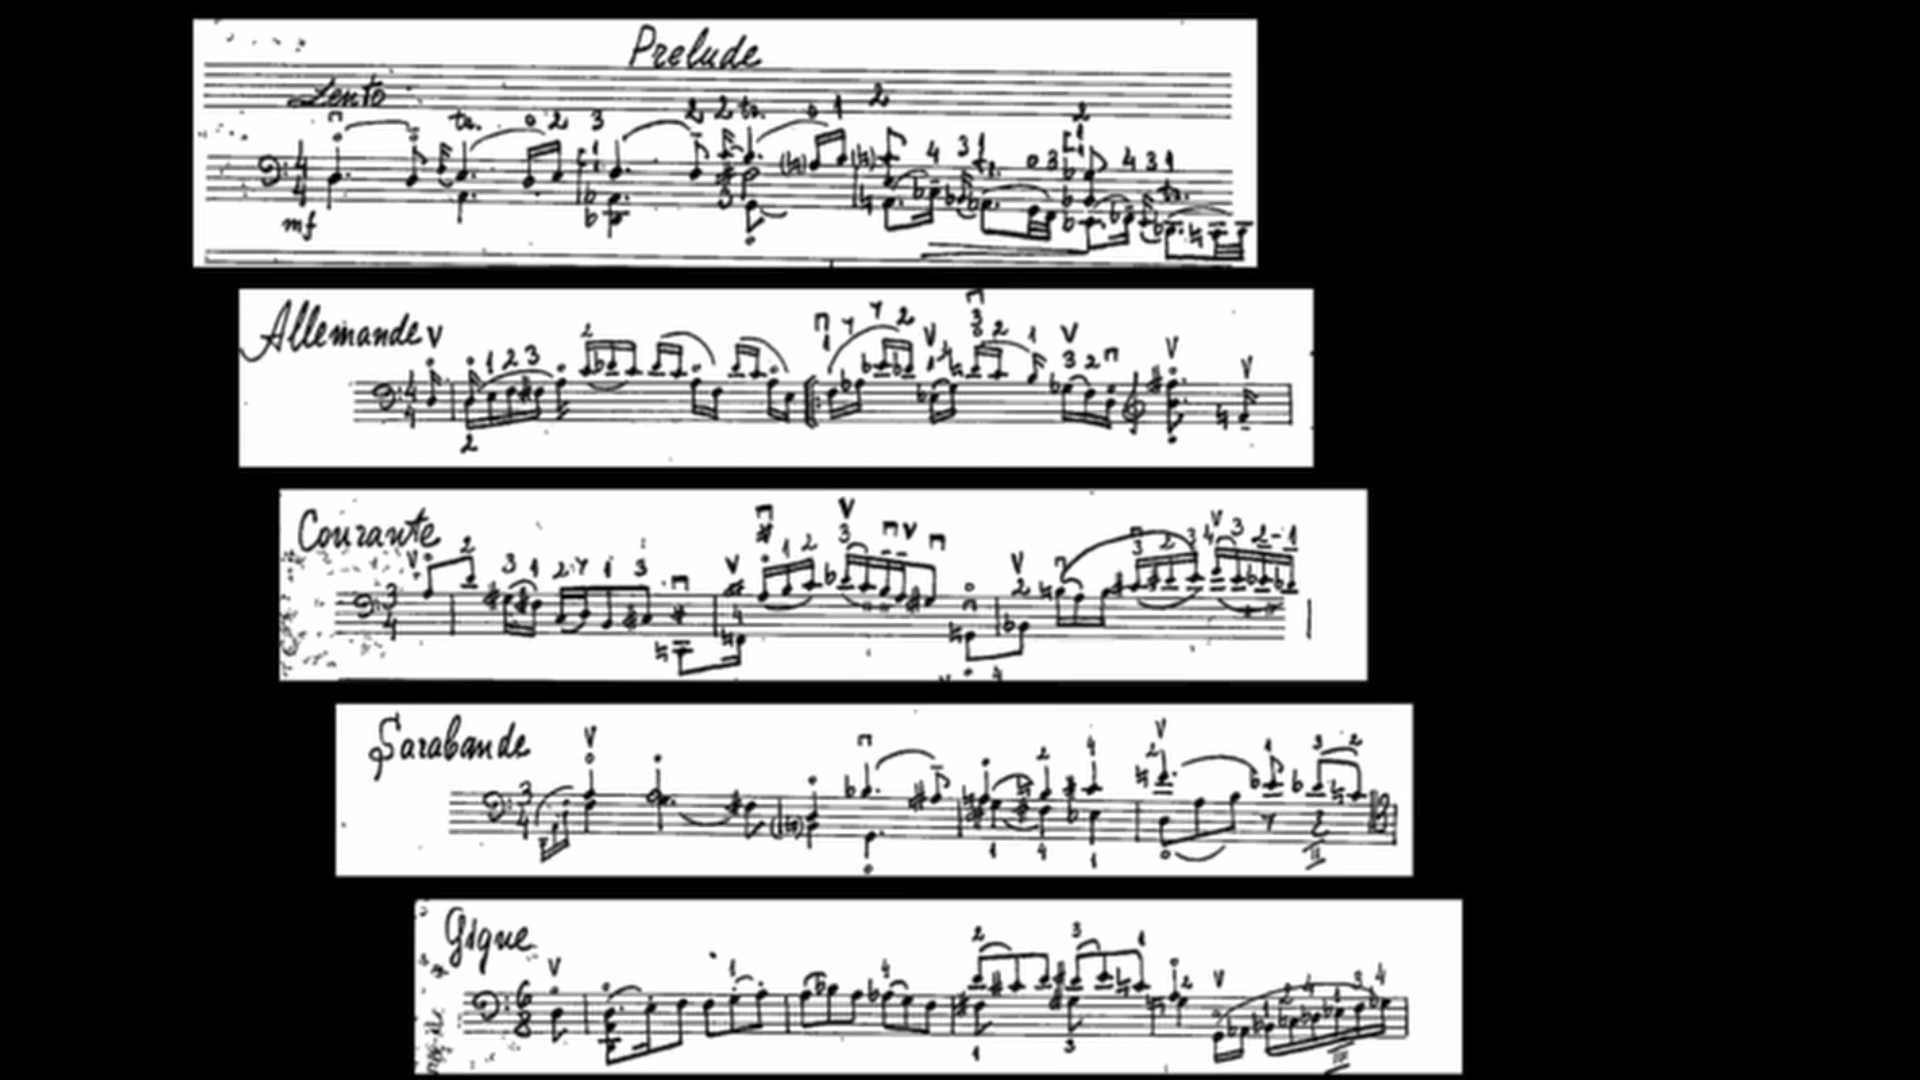 Prelude
Lento
mf
Allemande
Courante
Sarabande
Gigue